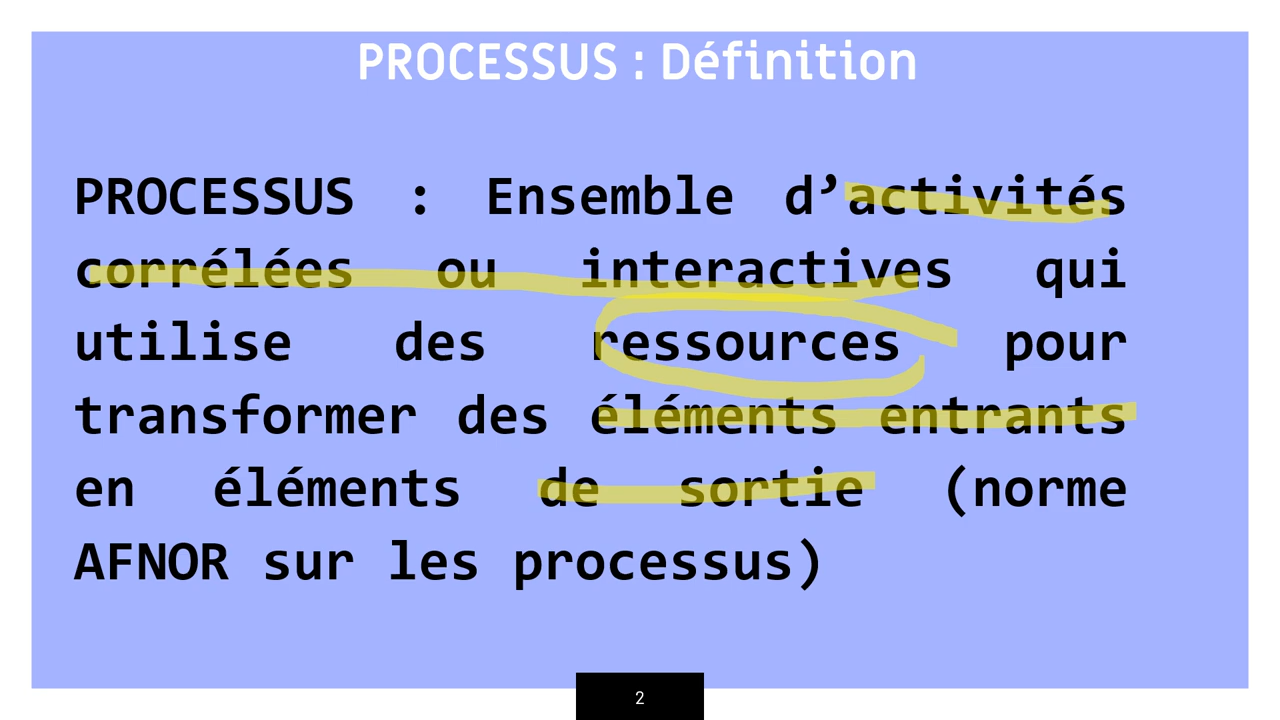 PROCESSUS : Définition
PROCESSUS : Ensemble d’activités
corrélées ou interactives qui
utilise des ressources pour
transformer des éléments entrants
en éléments de sortie (norme
AFNOR sur les processus)
2